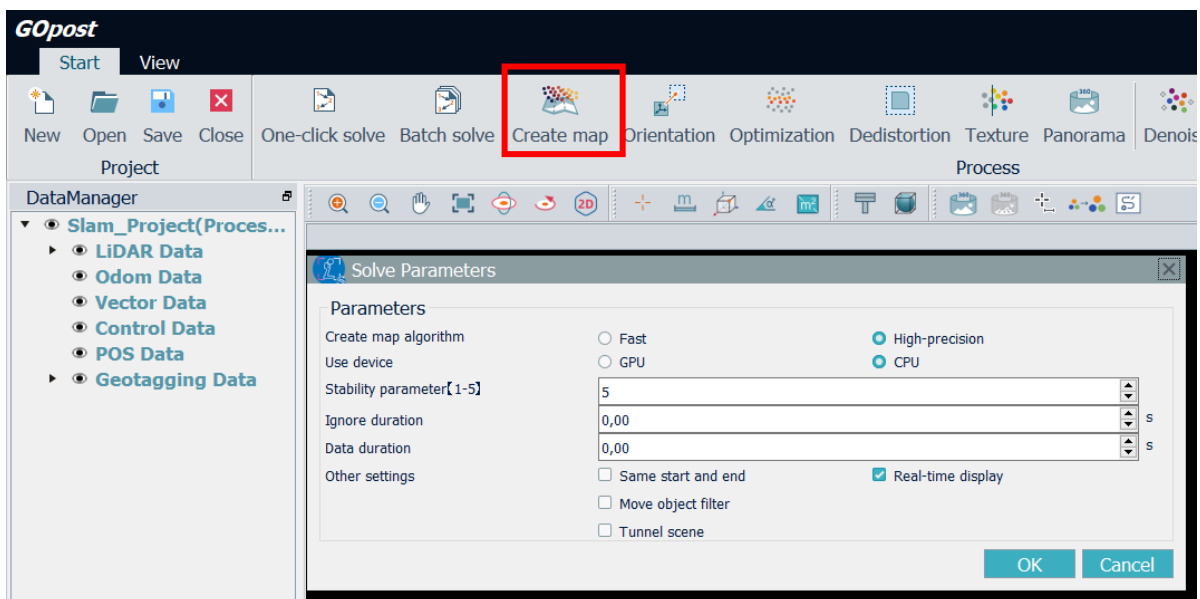 GOpost
Start View
New Open Save Close One-click solve Batch solve Create map Orientation Optimization Dedistortion Texture Panorama Denois
Project Process
DataManager
2D m m²
360 360
Slam_Project(Proces...
LiDAR Data
Odom Data
Vector Data
Control Data
POS Data
Geotagging Data
Solve Parameters
Parameters
Create map algorithm Fast High-precision
Use device GPU CPU
Stability parameter【1-5】 5
Ignore duration 0,00 s
Data duration 0,00 s
Other settings Same start and end Real-time display
Move object filter
Tunnel scene
OK Cancel